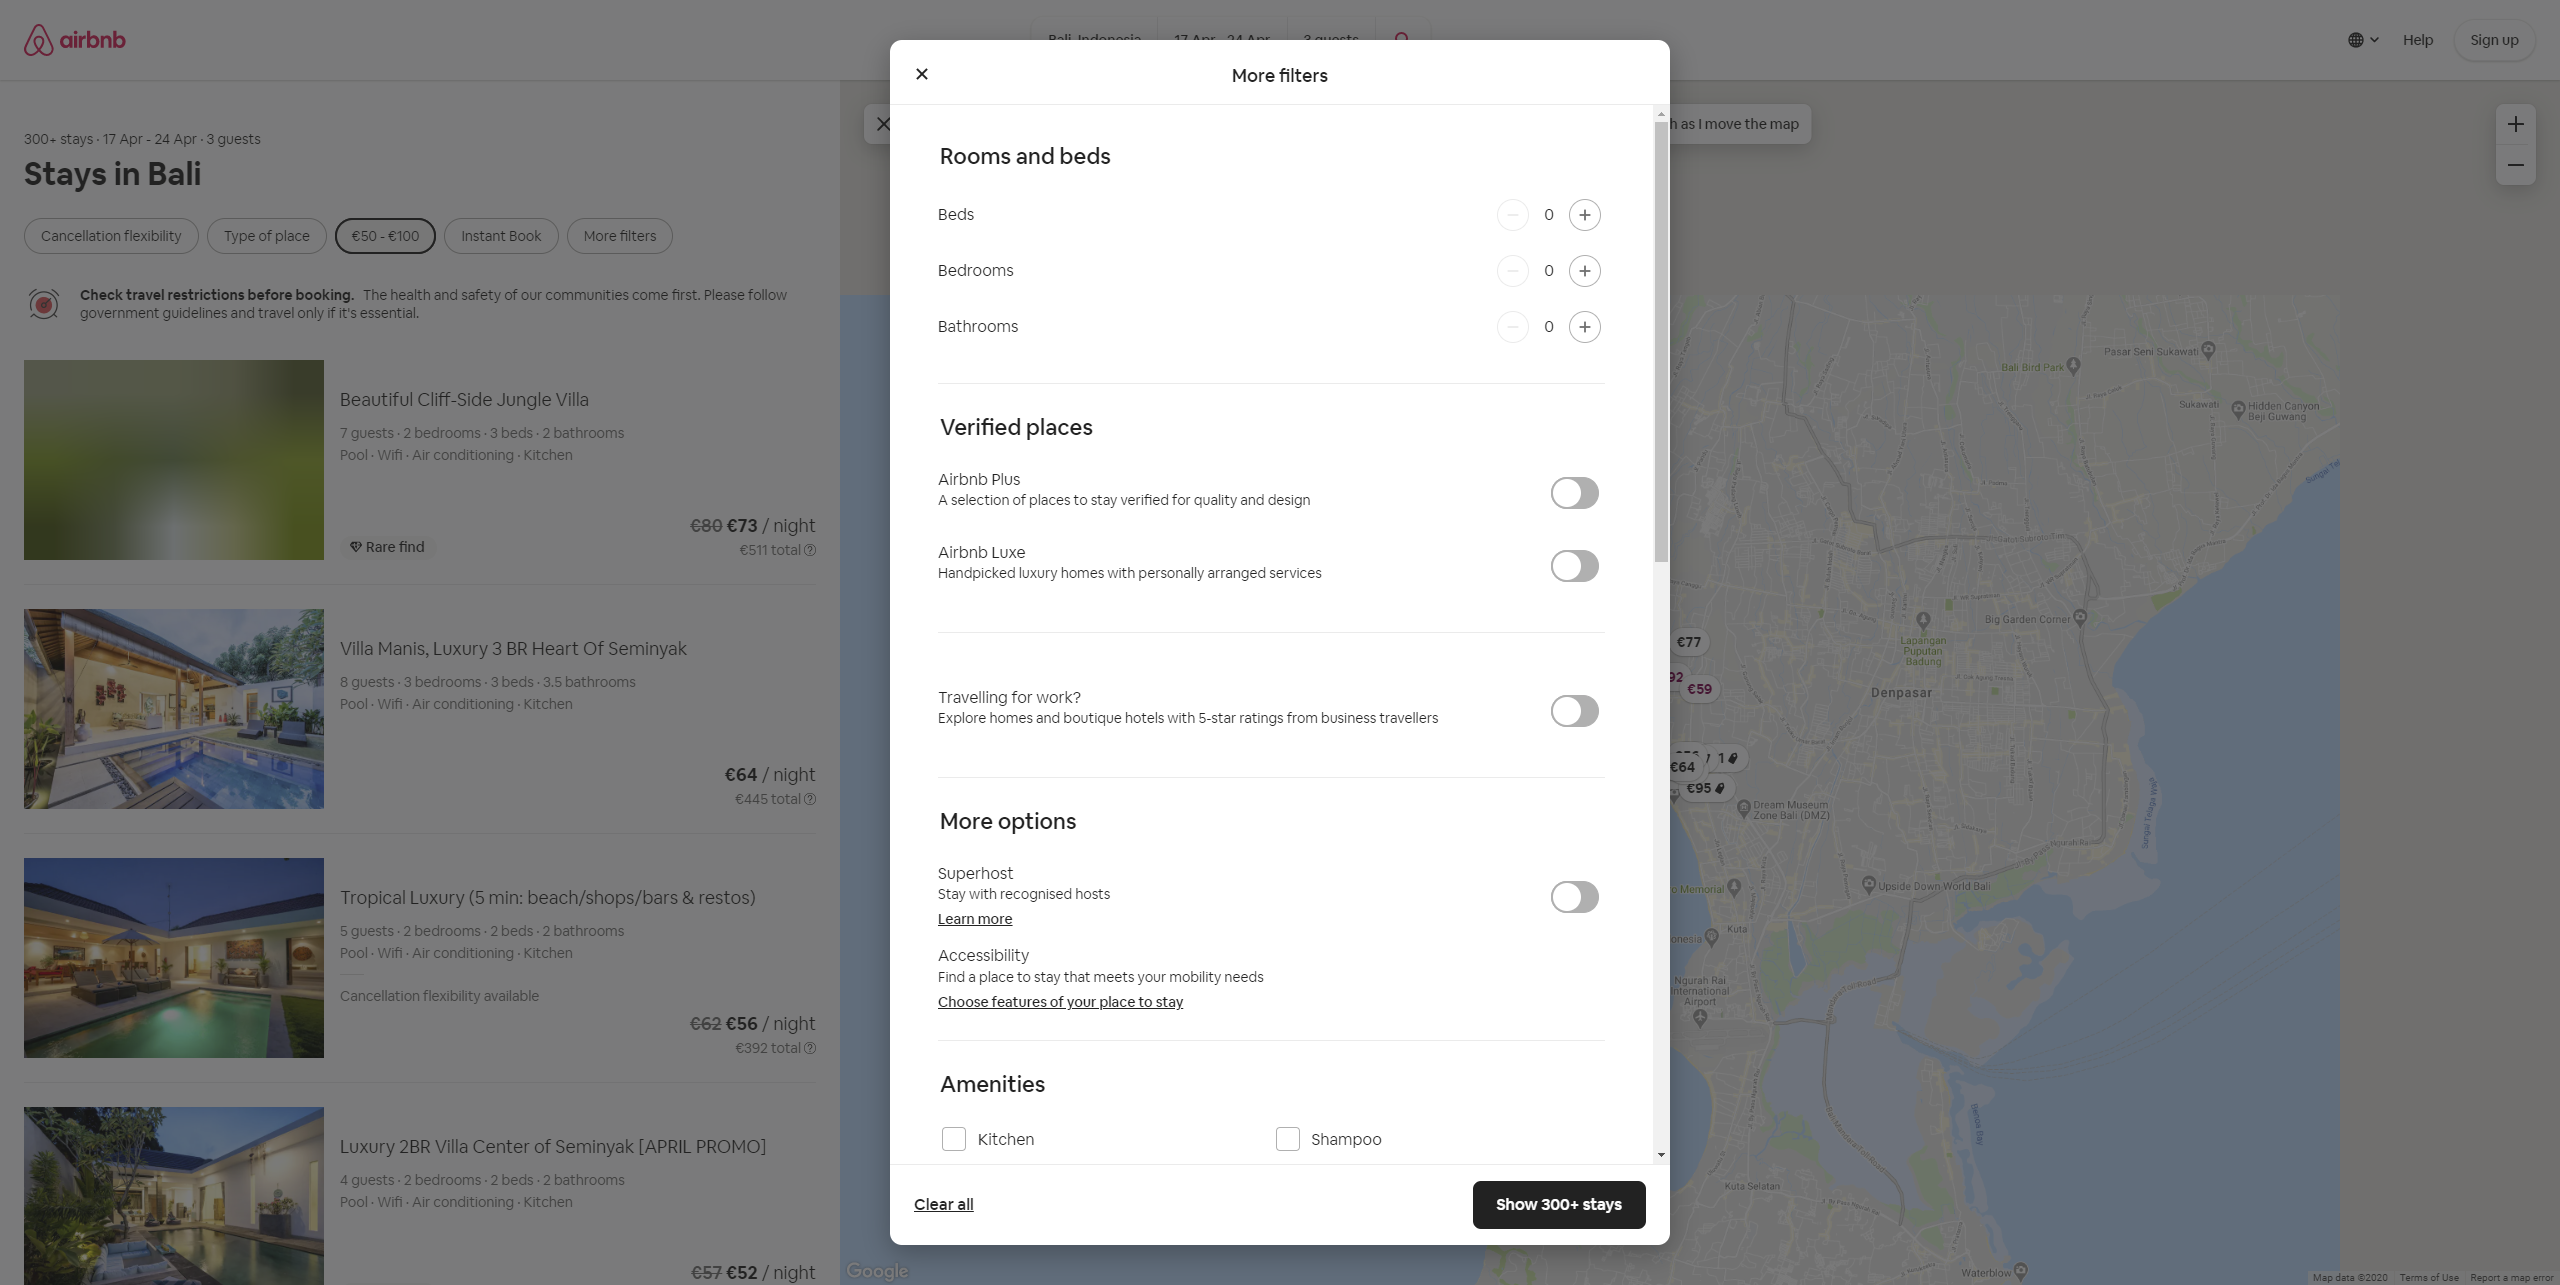 airbnb
Bali, Indonesia
17 Apr - 24 Apr
3 guests
Help
Sign up
300+ stays · 17 Apr - 24 Apr · 3 guests
Stays in Bali
Cancellation flexibility
Type of place
€50 - €100
Instant Book
More filters
Check travel restrictions before booking. The health and safety of our communities come first. Please follow
government guidelines and travel only if it's essential.
Beautiful Cliff-Side Jungle Villa
7 guests · 2 bedrooms · 3 beds · 2 bathrooms
Pool · Wifi · Air conditioning · Kitchen
Rare find
€80 €73 / night
€511 total
Villa Manis, Luxury 3 BR Heart Of Seminyak
8 guests · 3 bedrooms · 3 beds · 3.5 bathrooms
Pool · Wifi · Air conditioning · Kitchen
€64 / night
€445 total
Tropical Luxury (5 min: beach/shops/bars & restos)
5 guests · 2 bedrooms · 2 beds · 2 bathrooms
Pool · Wifi · Air conditioning · Kitchen
Cancellation flexibility available
€62 €56 / night
€392 total
Luxury 2BR Villa Center of Seminyak [APRIL PROMO]
4 guests · 2 bedrooms · 2 beds · 2 bathrooms
Pool · Wifi · Air conditioning · Kitchen
€57 €52 / night
More filters
Rooms and beds
Beds
0
Bedrooms
0
Bathrooms
0
Verified places
Airbnb Plus
A selection of places to stay verified for quality and design
Airbnb Luxe
Handpicked luxury homes with personally arranged services
Travelling for work?
Explore homes and boutique hotels with 5-star ratings from business travellers
More options
Superhost
Stay with recognised hosts
Learn more
Accessibility
Find a place to stay that meets your mobility needs
Choose features of your place to stay
Amenities
Kitchen
Shampoo
Clear all
Show 300+ stays
h as I move the map
Pasar Seni Sukawati
Bali Bird Park
Sukawati
Hidden Canyon
Beji Guwang
Big Garden Corner
Lapangan
Puputan
Badung
€77
92
€59
Denpasar
€56
1
€64
€95
Dream Museum
Zone Bali (DMZ)
Upside Down World Bali
o Memorial
Kuta
onesia
Ngurah Rai
International
Airport
Kuta Selatan
Waterblow
Google
Map data ©2020
Terms of Use
Report a map error